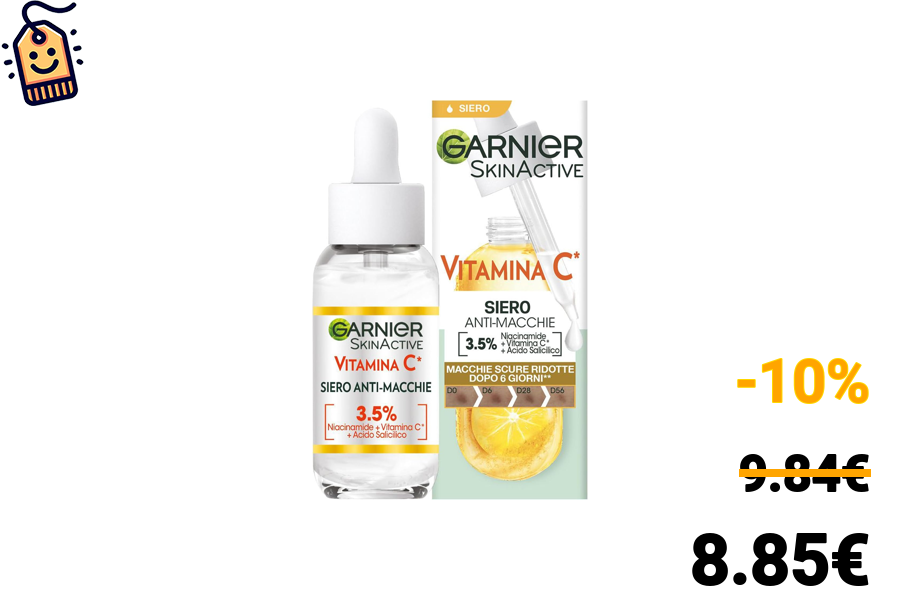 SIERO
GARNIER
SKINACTIVE
VITAMINA C*
SIERO
ANTI-MACCHIE
3.5%
Niacinamide
+ Vitamina C*
+ Acido Salicilico
MACCHIE SCURE RIDOTTE
DOPO 6 GIORNI**
D0 D6 D28 D56
GARNIER
SKINACTIVE
VITAMINA C*
SIERO ANTI-MACCHIE
3.5%
Niacinamide + Vitamina C*
+ Acido Salicilico
-10%
9.84€
8.85€